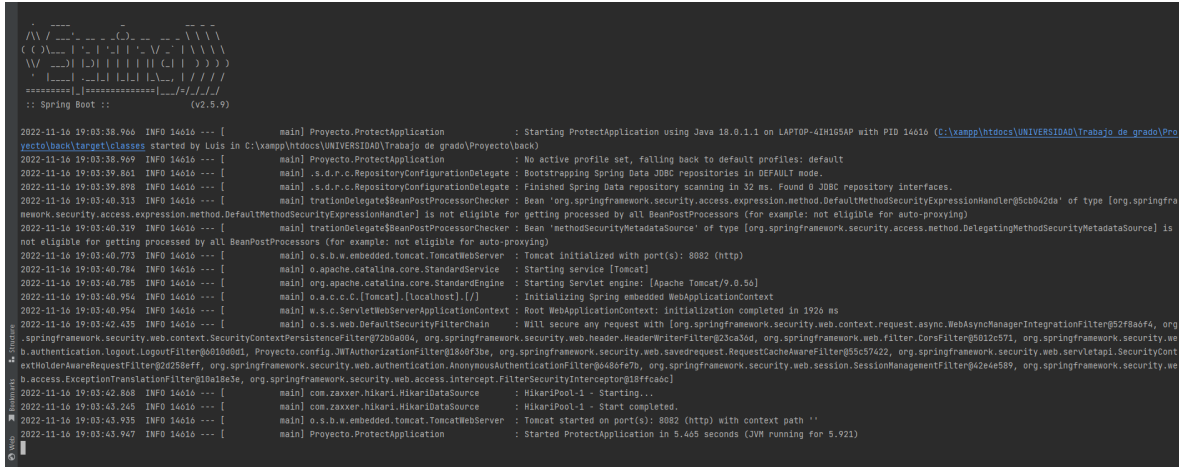 .   ____          _            __ _ _
 /\\ / ___'_ __ _ _(_)_ __  __ _ \ \ \ \
( ( )\___ | '_ | '_| | '_ \/ _` | \ \ \ \
 \\/  ___)| |_)| | | | | || (_| |  ) ) ) )
  '  |____| .__|_| |_|_| |_\__, | / / / /
 =========|_|==============|___/=/_/_/_/
 :: Spring Boot ::                (v2.5.9)
2022-11-16 19:03:38.966  INFO 14616 --- [           main] Proyecto.ProtectApplication              : Starting ProtectApplication using Java 18.0.1.1 on LAPTOP-4IH1G5AP with PID 14616 (C:\xampp\htdocs\UNIVERSIDAD\Trabajo de grado\Pro
yecto\back\target\classes started by Luis in C:\xampp\htdocs\UNIVERSIDAD\Trabajo de grado\Proyecto\back)
2022-11-16 19:03:38.969  INFO 14616 --- [           main] Proyecto.ProtectApplication              : No active profile set, falling back to default profiles: default
2022-11-16 19:03:39.861  INFO 14616 --- [           main] .s.d.r.c.RepositoryConfigurationDelegate : Bootstrapping Spring Data JDBC repositories in DEFAULT mode.
2022-11-16 19:03:39.898  INFO 14616 --- [           main] .s.d.r.c.RepositoryConfigurationDelegate : Finished Spring Data repository scanning in 32 ms. Found 0 JDBC repository interfaces.
2022-11-16 19:03:40.313  INFO 14616 --- [           main] trationDelegate$BeanPostProcessorChecker : Bean 'org.springframework.security.access.expression.method.DefaultMethodSecurityExpressionHandler@5cb042da' of type [org.springfra
mework.security.access.expression.method.DefaultMethodSecurityExpressionHandler] is not eligible for getting processed by all BeanPostProcessors (for example: not eligible for auto-proxying)
2022-11-16 19:03:40.319  INFO 14616 --- [           main] trationDelegate$BeanPostProcessorChecker : Bean 'methodSecurityMetadataSource' of type [org.springframework.security.access.method.DelegatingMethodSecurityMetadataSource] is
not eligible for getting processed by all BeanPostProcessors (for example: not eligible for auto-proxying)
2022-11-16 19:03:40.773  INFO 14616 --- [           main] o.s.b.w.embedded.tomcat.TomcatWebServer  : Tomcat initialized with port(s): 8082 (http)
2022-11-16 19:03:40.784  INFO 14616 --- [           main] o.apache.catalina.core.StandardService   : Starting service [Tomcat]
2022-11-16 19:03:40.785  INFO 14616 --- [           main] org.apache.catalina.core.StandardEngine  : Starting Servlet engine: [Apache Tomcat/9.0.56]
2022-11-16 19:03:40.954  INFO 14616 --- [           main] o.a.c.c.C.[Tomcat].[localhost].[/]       : Initializing Spring embedded WebApplicationContext
2022-11-16 19:03:40.954  INFO 14616 --- [           main] w.s.c.ServletWebServerApplicationContext : Root WebApplicationContext: initialization completed in 1926 ms
2022-11-16 19:03:42.435  INFO 14616 --- [           main] o.s.s.web.DefaultSecurityFilterChain     : Will secure any request with [org.springframework.security.web.context.request.async.WebAsyncManagerIntegrationFilter@52f8a6f4, org
.springframework.security.web.context.SecurityContextPersistenceFilter@72b0a004, org.springframework.security.web.header.HeaderWriterFilter@23ca36d, org.springframework.web.filter.CorsFilter@5012c571, org.springframework.security.we
b.authentication.logout.LogoutFilter@6010d0d1, Proyecto.config.JWTAuthorizationFilter@1860f3be, org.springframework.security.web.savedrequest.RequestCacheAwareFilter@55c57422, org.springframework.security.web.servletapi.SecurityCont
extHolderAwareRequestFilter@2d258eff, org.springframework.security.web.authentication.AnonymousAuthenticationFilter@6486fe7b, org.springframework.security.web.session.SessionManagementFilter@42e4e589, org.springframework.security.we
b.access.ExceptionTranslationFilter@10a18e3e, org.springframework.security.web.access.intercept.FilterSecurityInterceptor@18ffca6c]
2022-11-16 19:03:42.868  INFO 14616 --- [           main] com.zaxxer.hikari.HikariDataSource       : HikariPool-1 - Starting...
2022-11-16 19:03:43.245  INFO 14616 --- [           main] com.zaxxer.hikari.HikariDataSource       : HikariPool-1 - Start completed.
2022-11-16 19:03:43.935  INFO 14616 --- [           main] o.s.b.w.embedded.tomcat.TomcatWebServer  : Tomcat started on port(s): 8082 (http) with context path ''
2022-11-16 19:03:43.947  INFO 14616 --- [           main] Proyecto.ProtectApplication              : Started ProtectApplication in 5.465 seconds (JVM running for 5.921)
Structure
Bookmarks
Web